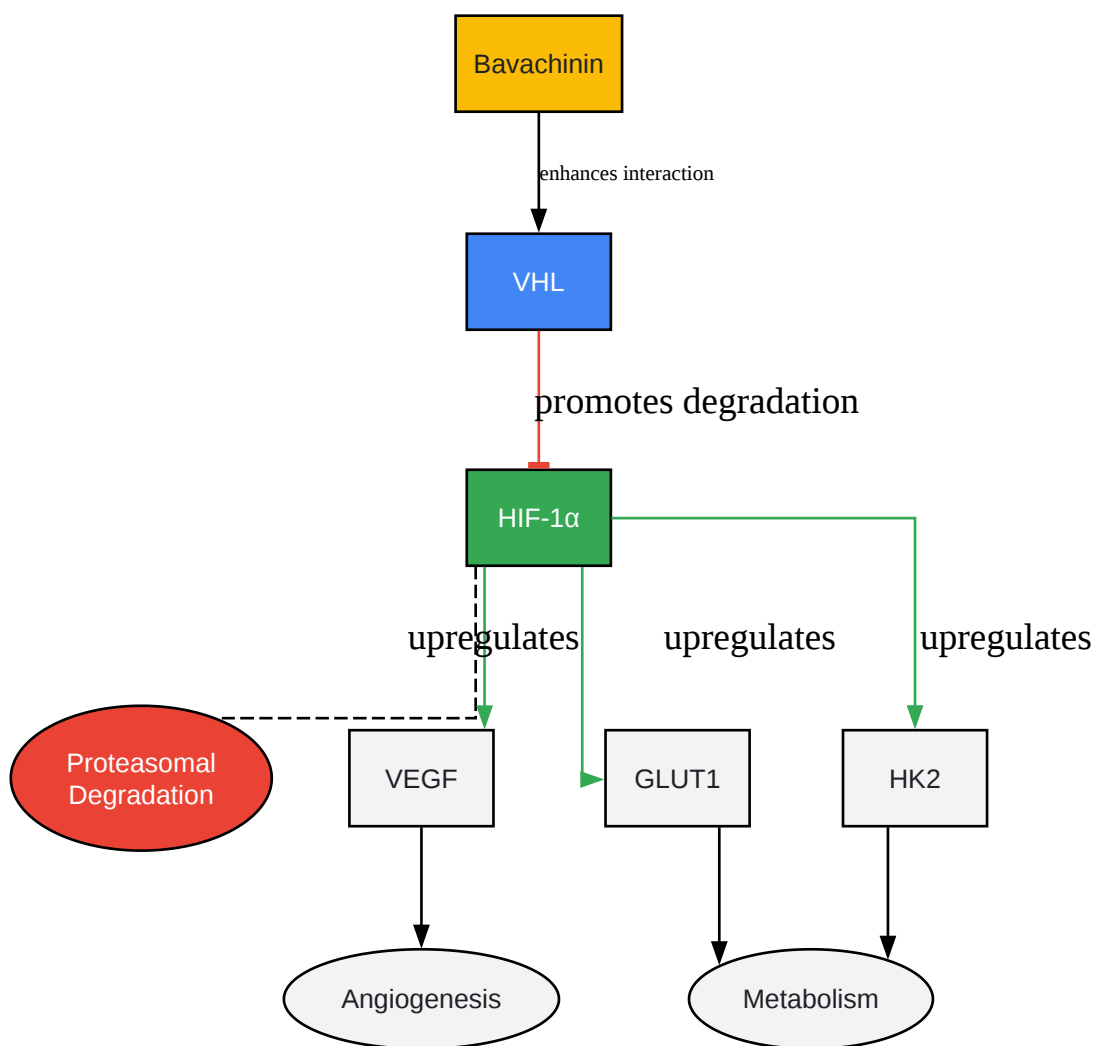 Bavachinin
enhances interaction
VHL
promotes degradation
HIF-1α
upregulates
upregulates
upregulates
Proteasomal
Degradation
VEGF
GLUT1
HK2
Angiogenesis
Metabolism